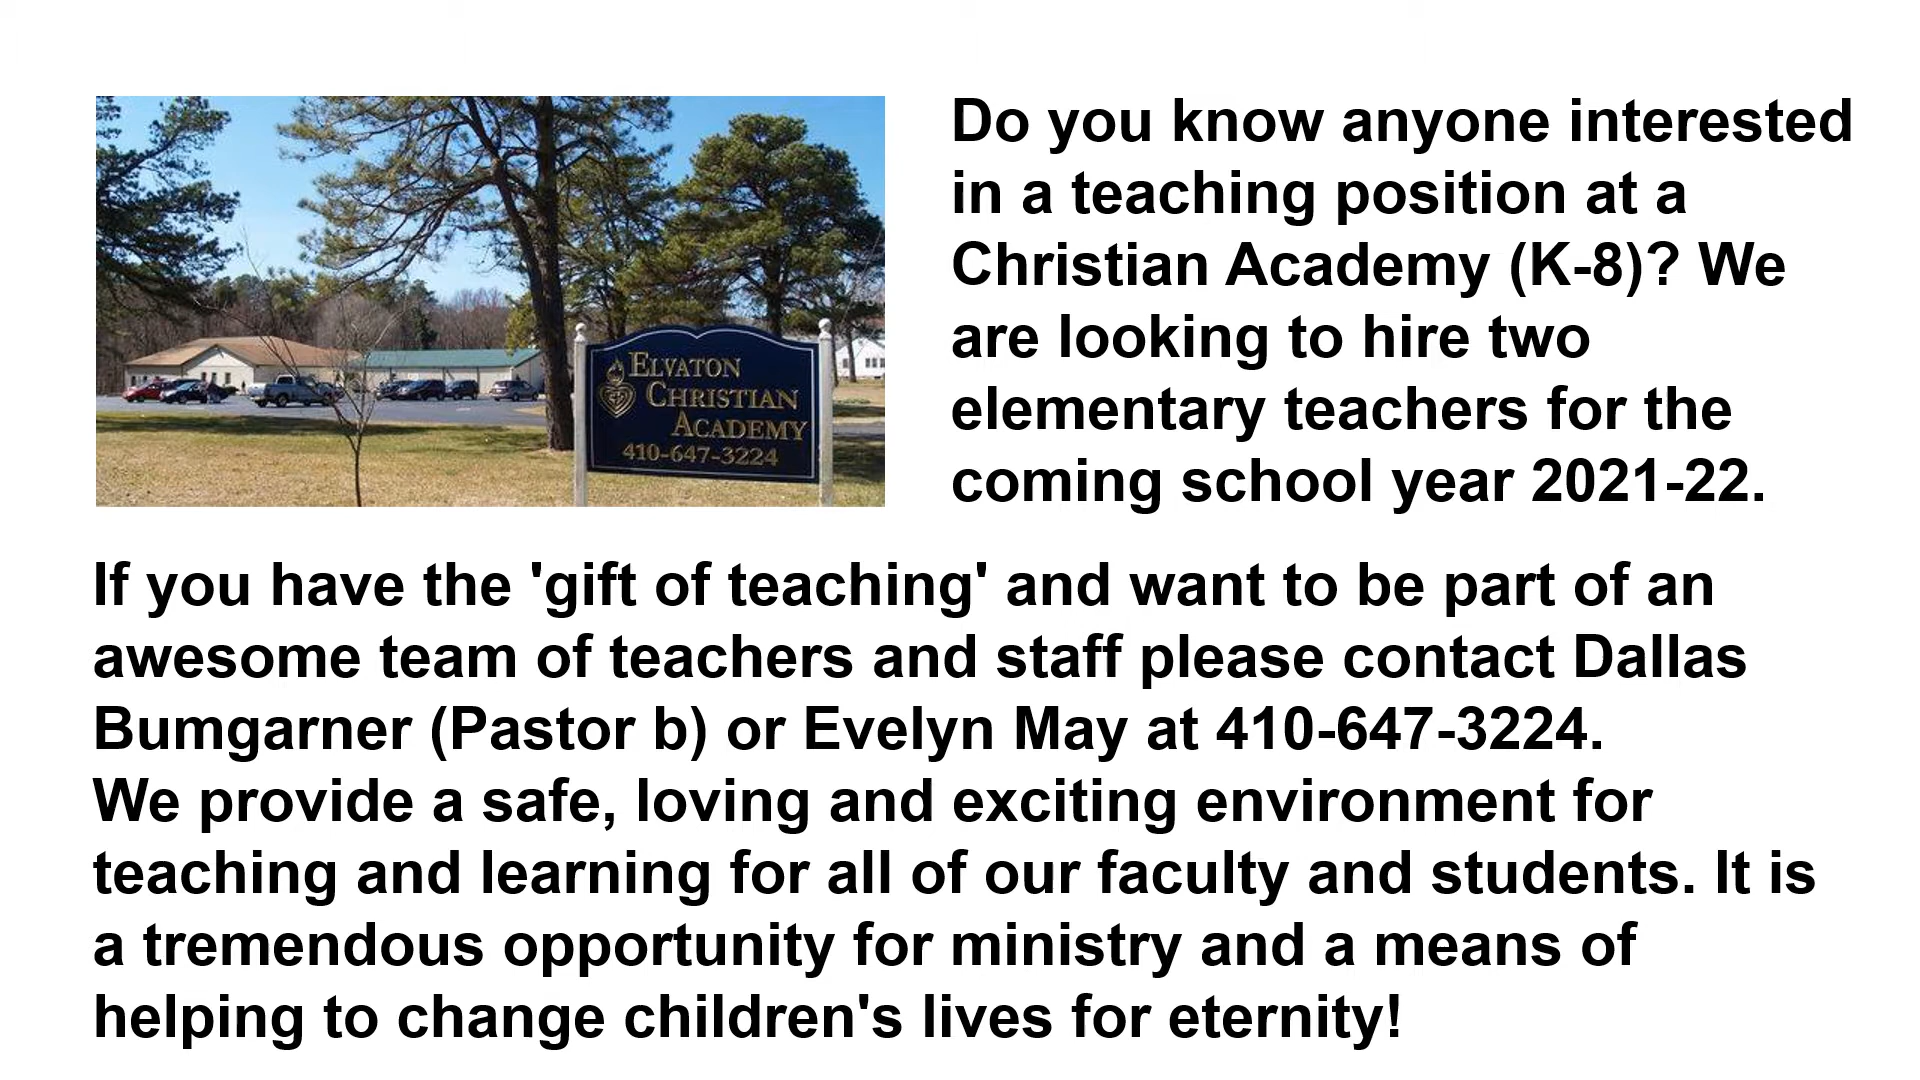 ELVATON
CHRISTIAN
ACADEMY
410-647-3224
Do you know anyone interested
in a teaching position at a
Christian Academy (K-8)? We
are looking to hire two
elementary teachers for the
coming school year 2021-22.
If you have the 'gift of teaching' and want to be part of an
awesome team of teachers and staff please contact Dallas
Bumgarner (Pastor b) or Evelyn May at 410-647-3224.
We provide a safe, loving and exciting environment for
teaching and learning for all of our faculty and students. It is
a tremendous opportunity for ministry and a means of
helping to change children's lives for eternity!